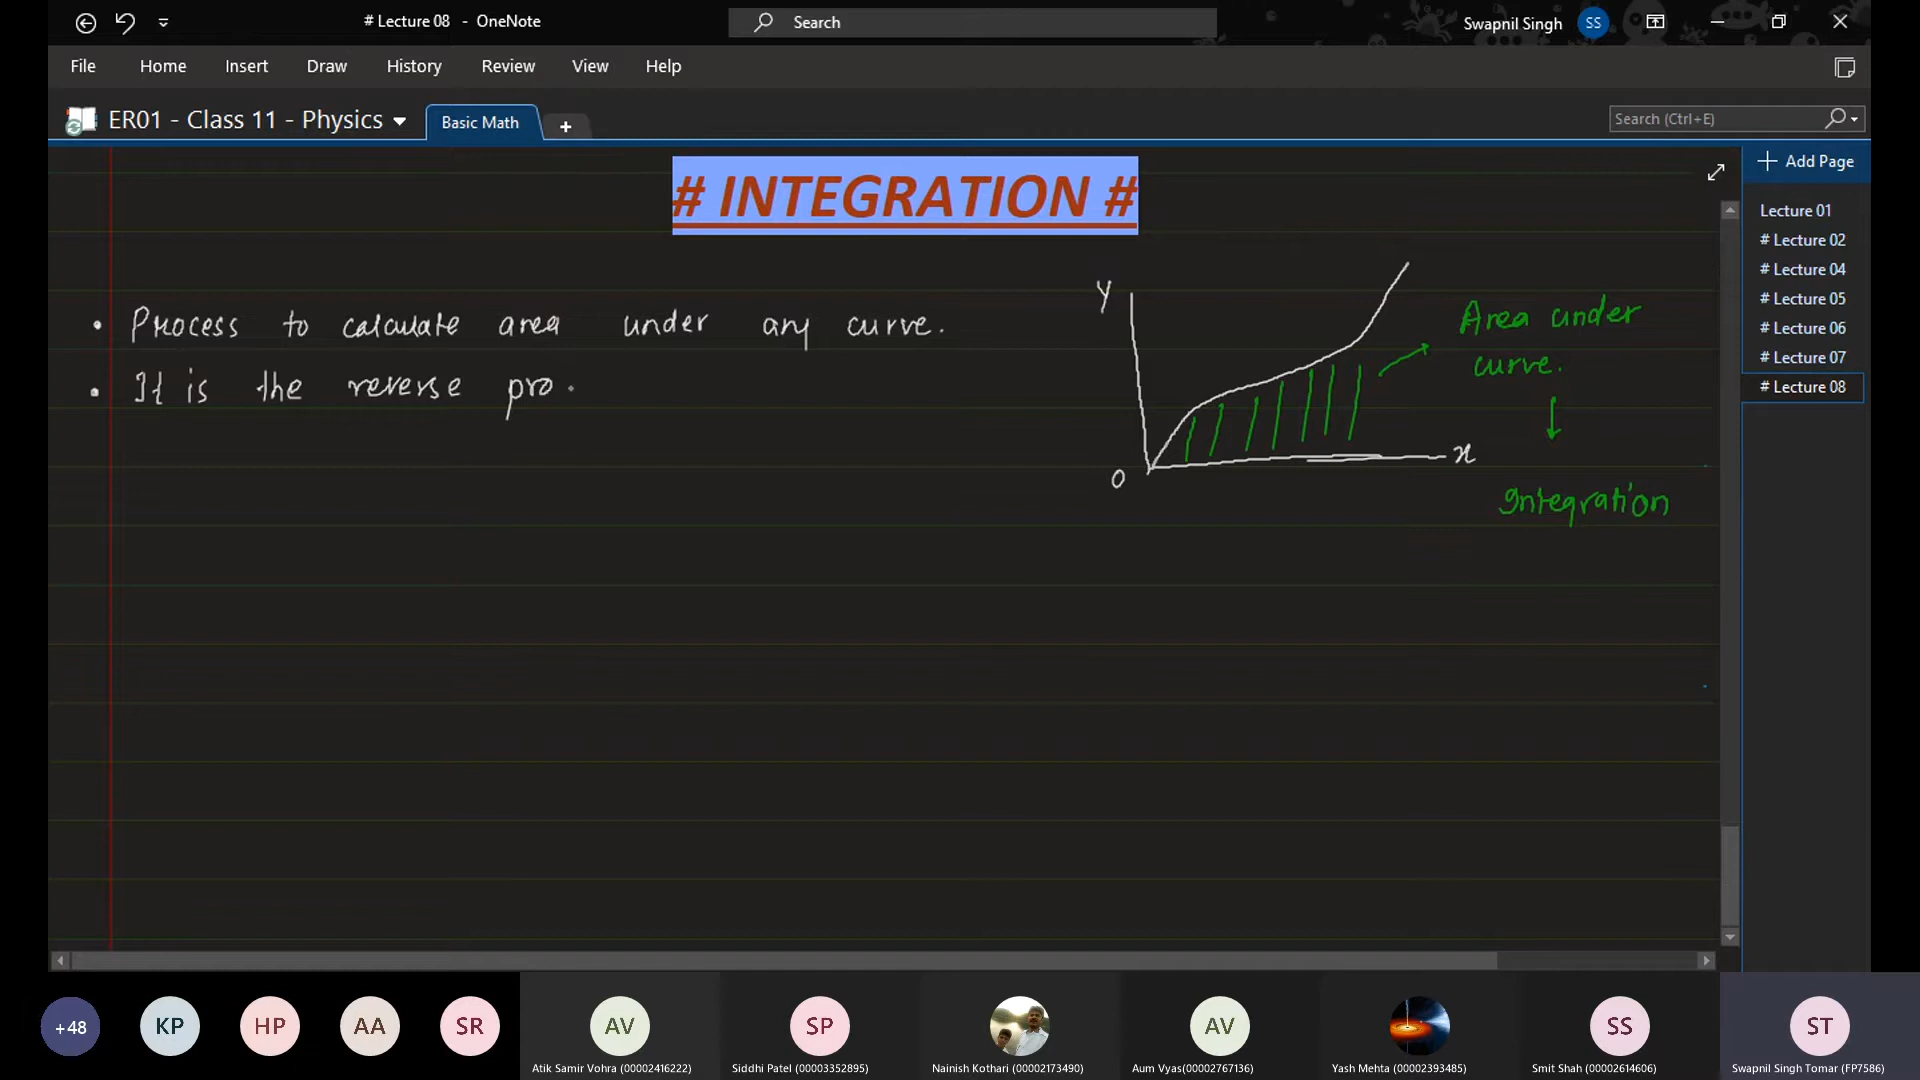 # Lecture 08 - OneNote
Search
Swapnil Singh
SS
File Home Insert Draw History Review View Help
ER01 - Class 11 - Physics
Basic Math
+
Search (Ctrl+E)
# INTEGRATION #
Add Page
Lecture 01
# Lecture 02
# Lecture 04
# Lecture 05
# Lecture 06
# Lecture 07
# Lecture 08
• Process to calculate area under any curve.
• It is the reverse pro
Y
O
x
Area under
curve.
Integration
+48
KP
HP
AA
SR
AV
Atik Samir Vohra (00002416222)
SP
Siddhi Patel (00003352895)
Nainish Kothari (00002173490)
AV
Aum Vyas(00002767136)
Yash Mehta (00002393485)
SS
Smit Shah (00002614606)
ST
Swapnil Singh Tomar (FP7586)